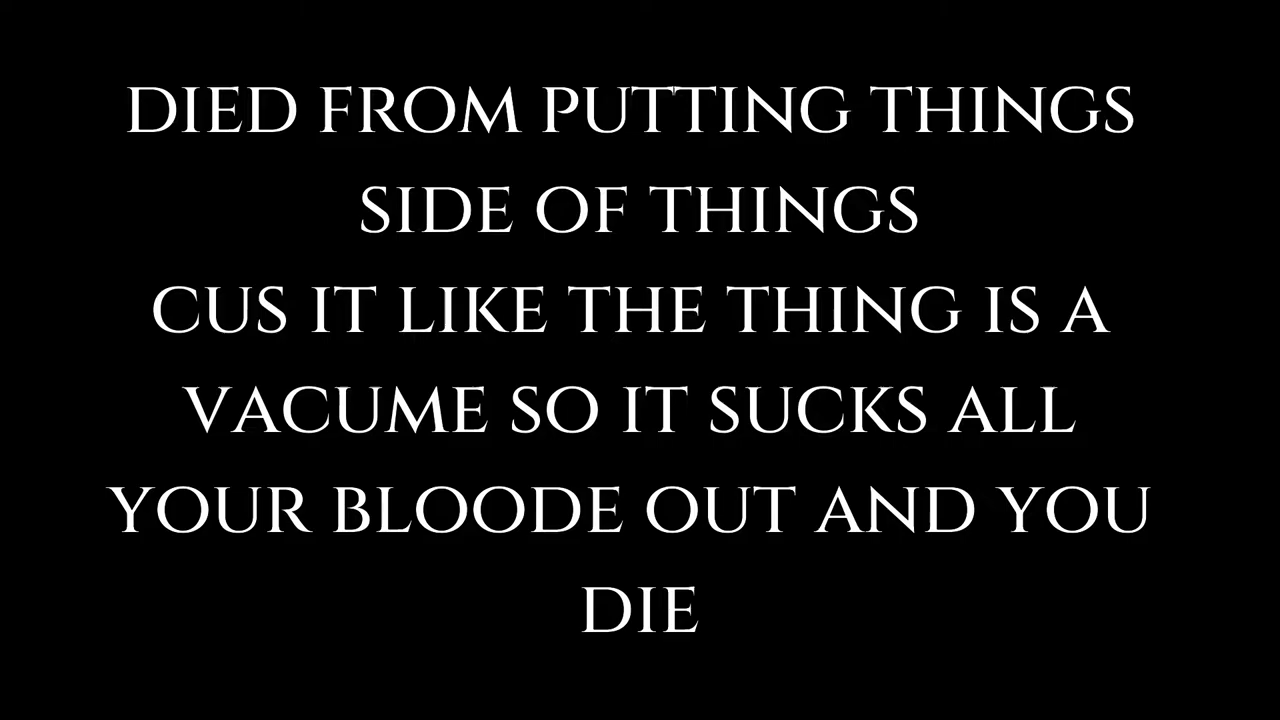 DIED FROM PUTTING THINGS
SIDE OF THINGS
CUS IT LIKE THE THING IS A
VACUME SO IT SUCKS ALL
YOUR BLOODE OUT AND YOU
DIE